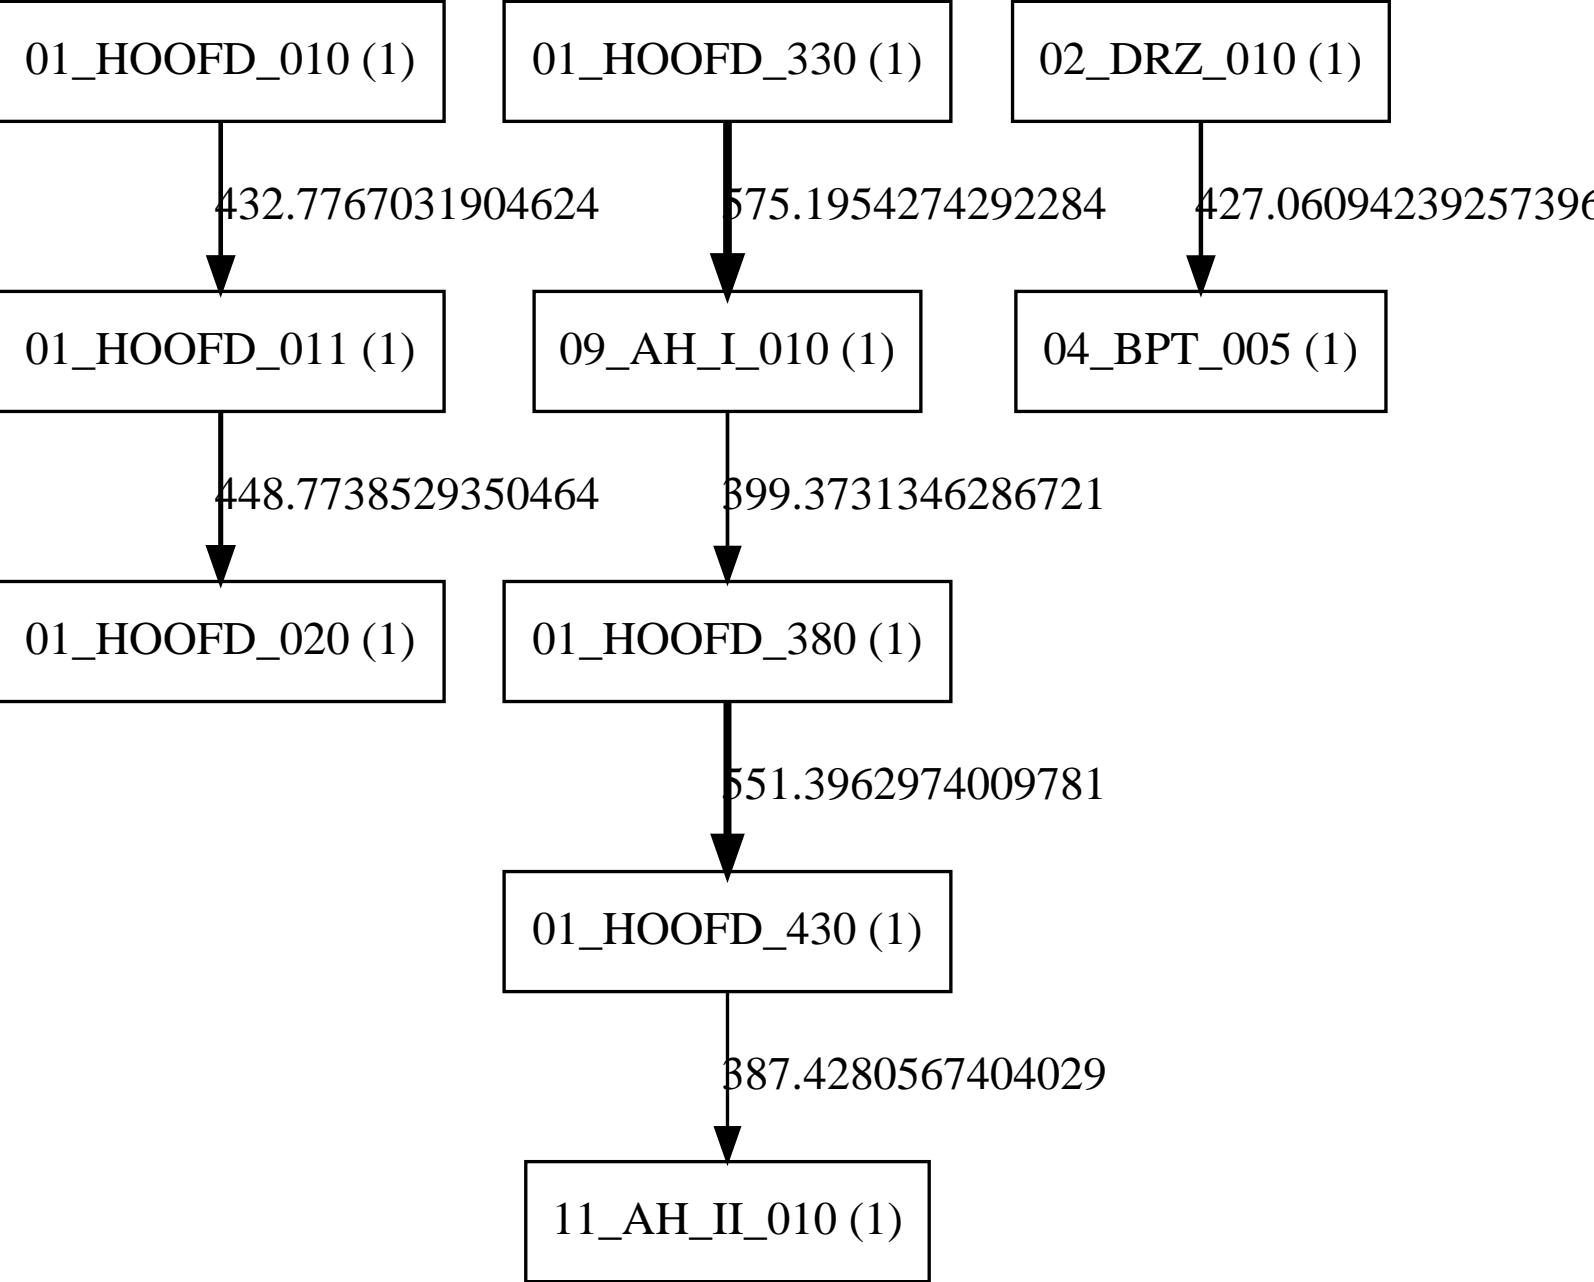 01_HOOFD_010 (1)
01_HOOFD_330 (1)
02_DRZ_010 (1)
432.7767031904624
575.1954274292284
427.06094239257396
01_HOOFD_011 (1)
09_AH_I_010 (1)
04_BPT_005 (1)
448.7738529350464
399.3731346286721
01_HOOFD_020 (1)
01_HOOFD_380 (1)
551.3962974009781
01_HOOFD_430 (1)
387.4280567404029
11_AH_II_010 (1)